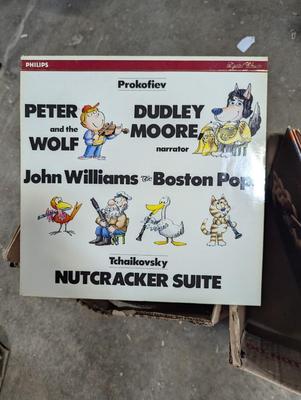 PHILIPS
Prokofiev
PETER
and the
WOLF
DUDLEY
MOORE
narrator
John Williams The Boston Pops
Tchaikovsky
NUTCRACKER SUITE